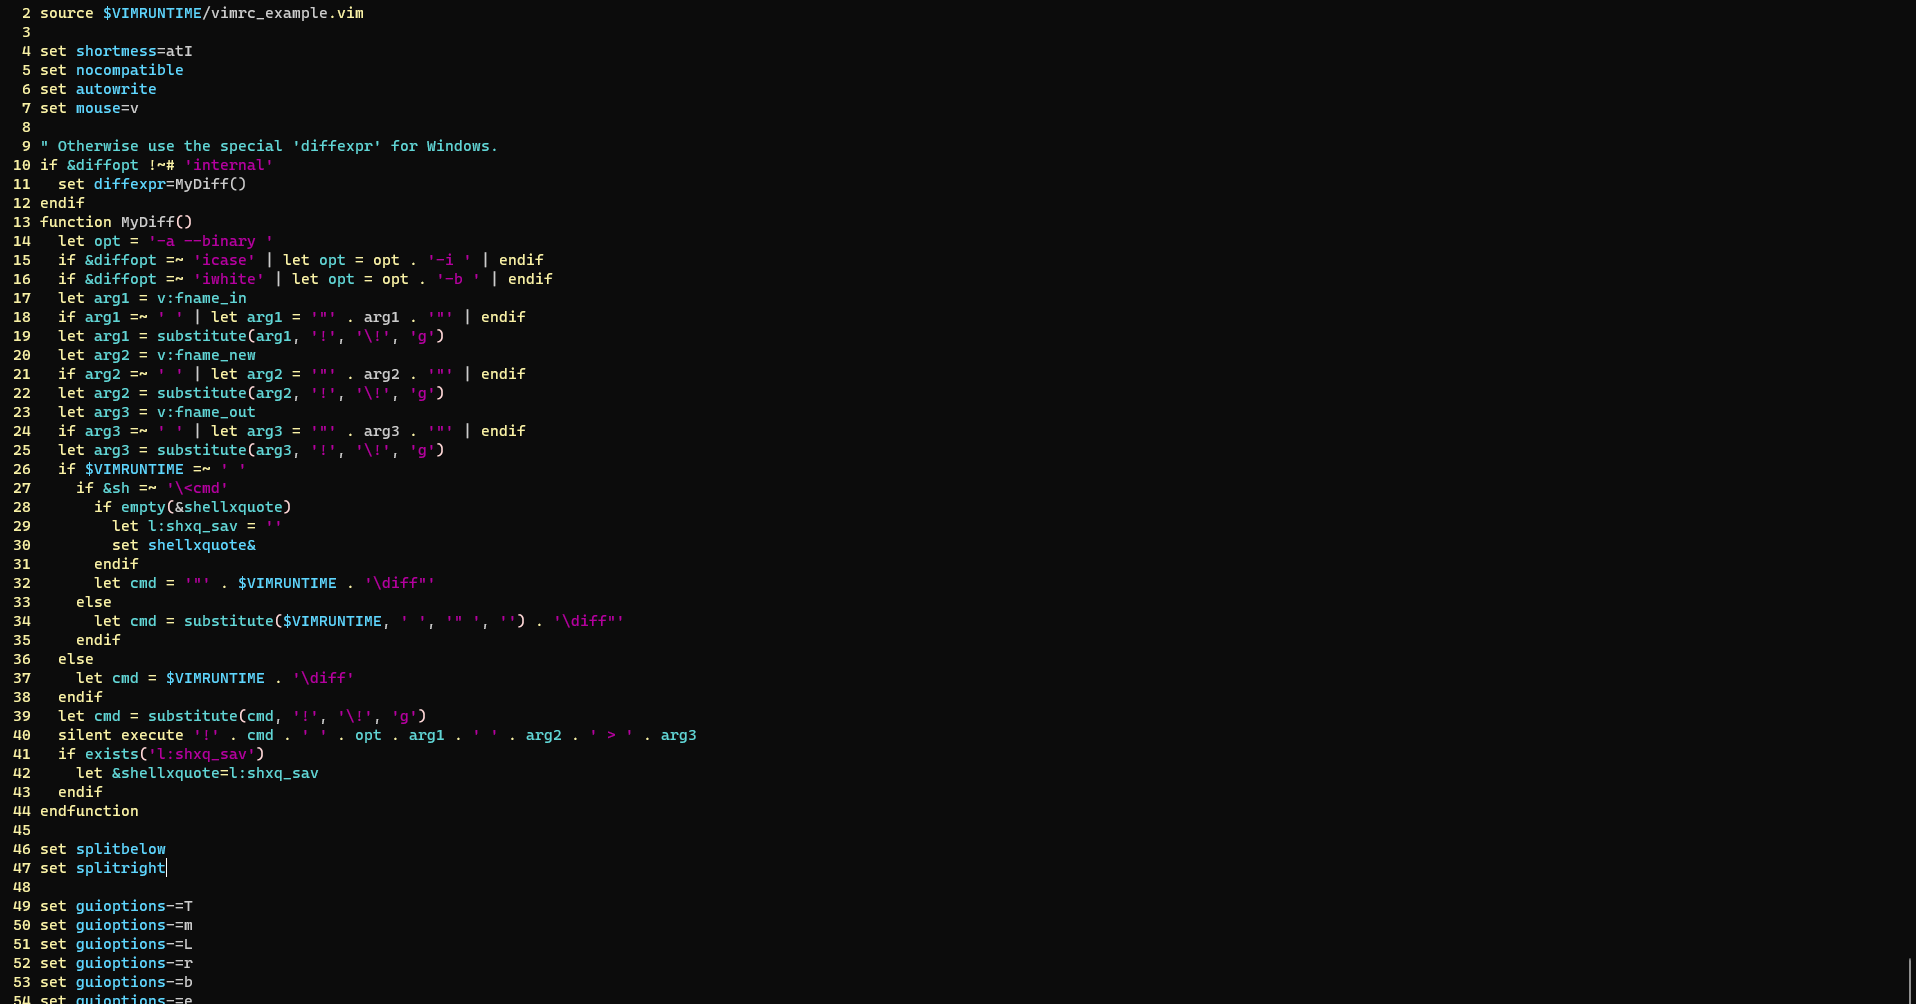 2 source $VIMRUNTIME/vimrc_example.vim
3
4 set shortmess=atI
5 set nocompatible
6 set autowrite
7 set mouse=v
8
9 " Otherwise use the special 'diffexpr' for Windows.
10 if &diffopt !~# 'internal'
11   set diffexpr=MyDiff()
12 endif
13 function MyDiff()
14   let opt = '-a --binary '
15   if &diffopt =~ 'icase' | let opt = opt . '-i ' | endif
16   if &diffopt =~ 'iwhite' | let opt = opt . '-b ' | endif
17   let arg1 = v:fname_in
18   if arg1 =~ ' ' | let arg1 = '"' . arg1 . '"' | endif
19   let arg1 = substitute(arg1, '!', '\!', 'g')
20   let arg2 = v:fname_new
21   if arg2 =~ ' ' | let arg2 = '"' . arg2 . '"' | endif
22   let arg2 = substitute(arg2, '!', '\!', 'g')
23   let arg3 = v:fname_out
24   if arg3 =~ ' ' | let arg3 = '"' . arg3 . '"' | endif
25   let arg3 = substitute(arg3, '!', '\!', 'g')
26   if $VIMRUNTIME =~ ' '
27     if &sh =~ '\<cmd'
28       if empty(&shellxquote)
29         let l:shxq_sav = ''
30         set shellxquote&
31       endif
32       let cmd = '"' . $VIMRUNTIME . '\diff"'
33     else
34       let cmd = substitute($VIMRUNTIME, ' ', '" ', '') . '\diff"'
35     endif
36   else
37     let cmd = $VIMRUNTIME . '\diff'
38   endif
39   let cmd = substitute(cmd, '!', '\!', 'g')
40   silent execute '!' . cmd . ' ' . opt . arg1 . ' ' . arg2 . ' > ' . arg3
41   if exists('l:shxq_sav')
42     let &shellxquote=l:shxq_sav
43   endif
44 endfunction
45
46 set splitbelow
47 set splitright
48
49 set guioptions-=T
50 set guioptions-=m
51 set guioptions-=L
52 set guioptions-=r
53 set guioptions-=b
54 set guioptions-=e